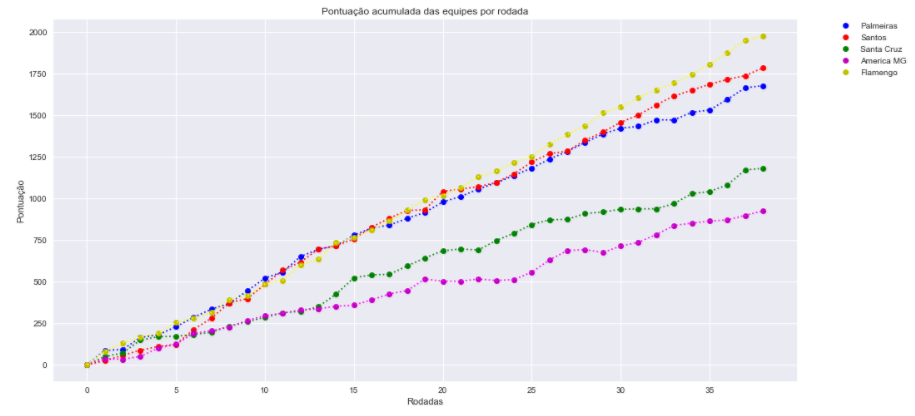 Pontuação acumulada das equipes por rodada
Palmeiras
Santos
Santa Cruz
America MG
Flamengo
2000
1750
1500
1250
1000
750
500
250
0
Pontuação
0 5 10 15 20 25 30 35
Rodadas